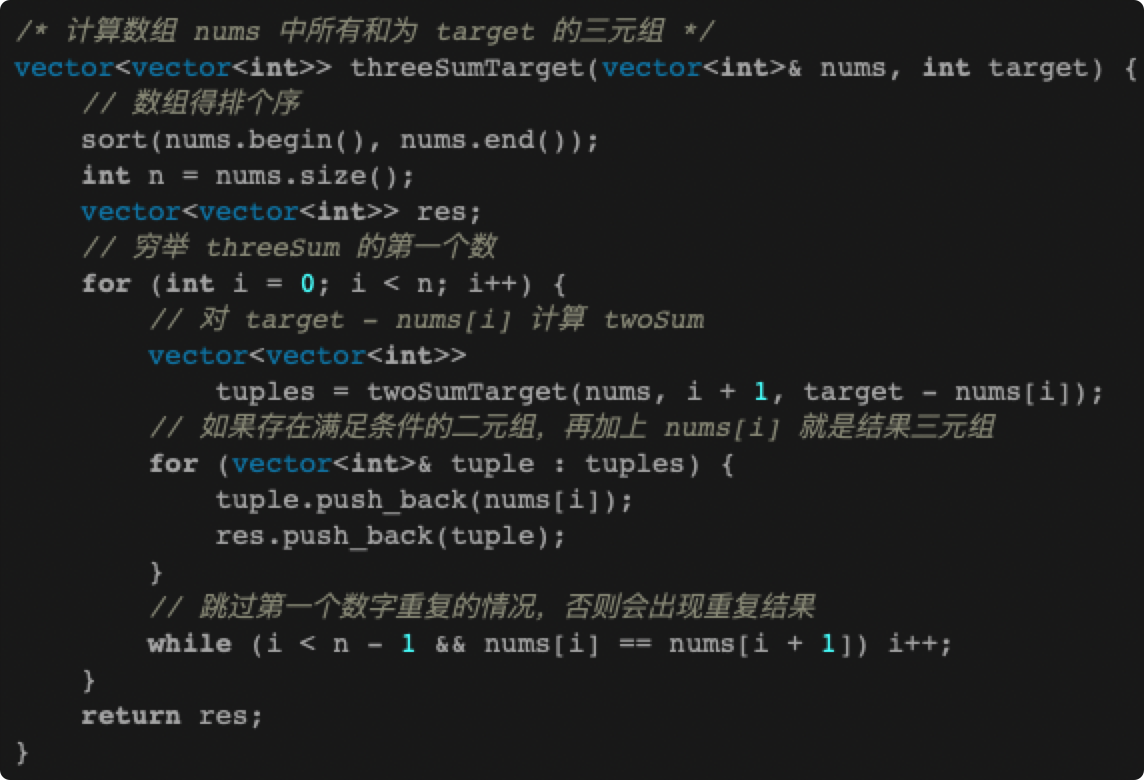 /* 计算数组 nums 中所有和为 target 的三元组 */
vector<vector<int>> threeSumTarget(vector<int>& nums, int target) {
    // 数组得排个序
    sort(nums.begin(), nums.end());
    int n = nums.size();
    vector<vector<int>> res;
    // 穷举 threeSum 的第一个数
    for (int i = 0; i < n; i++) {
        // 对 target - nums[i] 计算 twoSum
        vector<vector<int>>
            tuples = twoSumTarget(nums, i + 1, target - nums[i]);
        // 如果存在满足条件的二元组，再加上 nums[i] 就是结果三元组
        for (vector<int>& tuple : tuples) {
            tuple.push_back(nums[i]);
            res.push_back(tuple);
        }
        // 跳过第一个数字重复的情况，否则会出现重复结果
        while (i < n - 1 && nums[i] == nums[i + 1]) i++;
    }
    return res;
}